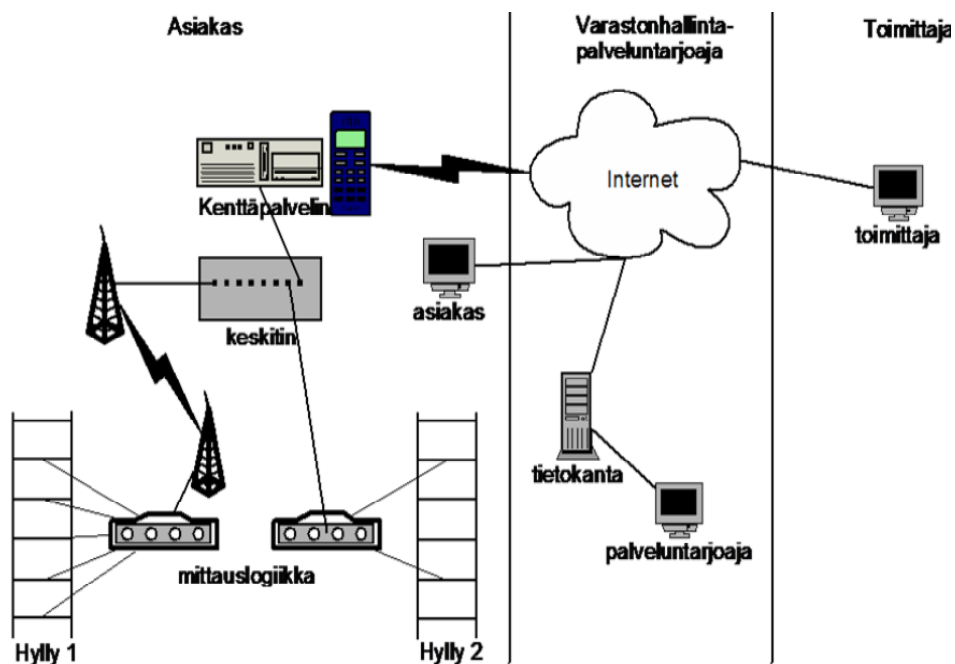 Asiakas
Varastonhallinta-
palveluntarjoaja
Toimittaja
Internet
Kenttäpalvelin
toimittaja
asiakas
keskitin
tietokanta
palveluntarjoaja
mittauslogiikka
Hylly 1
Hylly 2